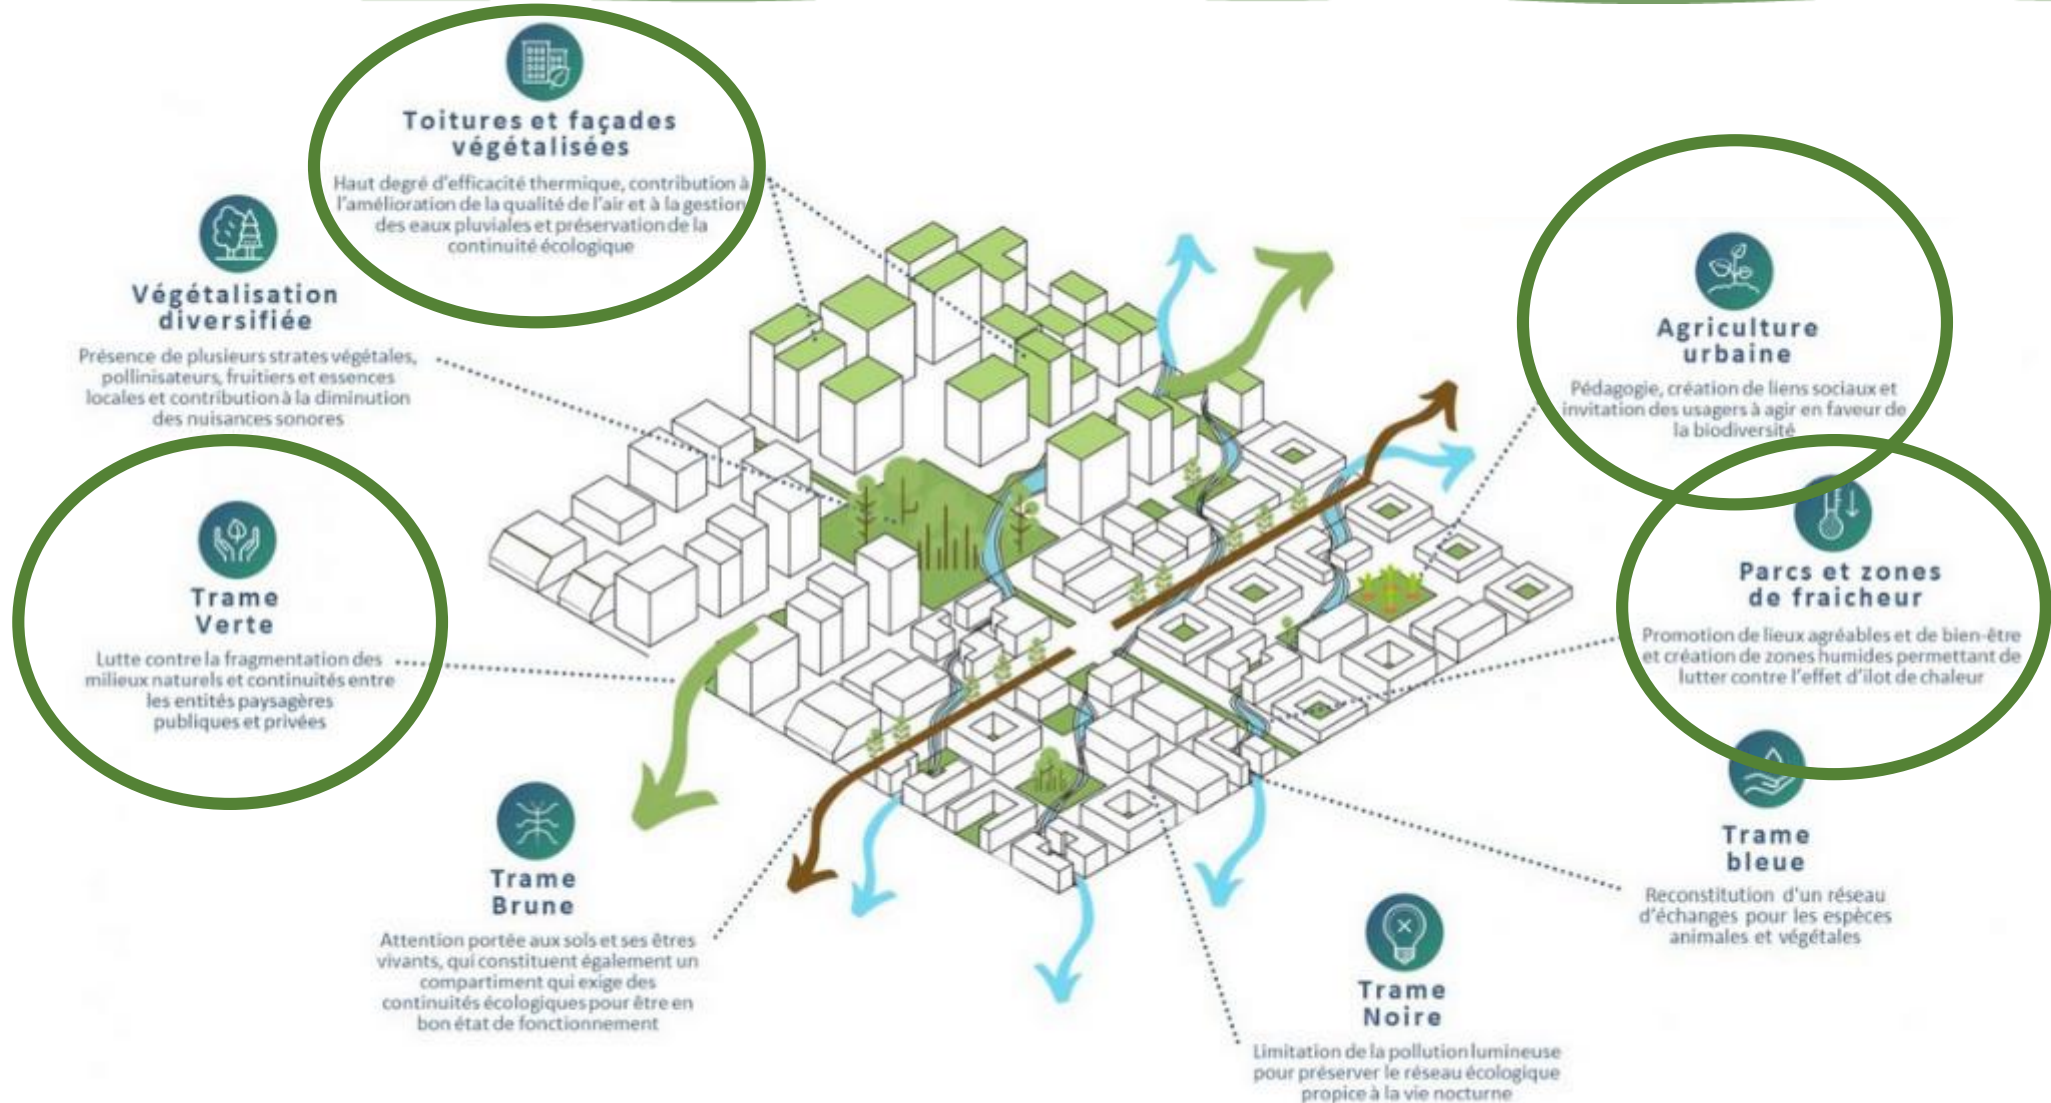 Toitures et façades
végétalisées
Haut degré d'efficacité thermique, contribution à
l'amélioration de la qualité de l'air et à la gestion
des eaux pluviales et préservation de la
continuité écologique
Végétalisation
diversifiée
Présence de plusieurs strates végétales,
pollinisateurs, fruitiers et essences
locales et contribution à la diminution
des nuisances sonores
Trame
Verte
Lutte contre la fragmentation des
milieux naturels et continuités entre
les entités paysagères
publiques et privées
Trame
Brune
Attention portée aux sols et ses êtres
vivants, qui constituent également un
compartiment qui exige des
continuités écologiques pour être en
bon état de fonctionnement
Agriculture
urbaine
Pédagogie, création de liens sociaux et
invitation des usagers à agir en faveur de
la biodiversité
Parcs et zones
de fraicheur
Promotion de lieux agréables et de bien-être
et création de zones humides permettant de
lutter contre l'effet d'ilot de chaleur
Trame
bleue
Reconstitution d'un réseau
d'échanges pour les espèces
animales et végétales
Trame
Noire
Limitation de la pollution lumineuse
pour préserver le réseau écologique
propice à la vie nocturne